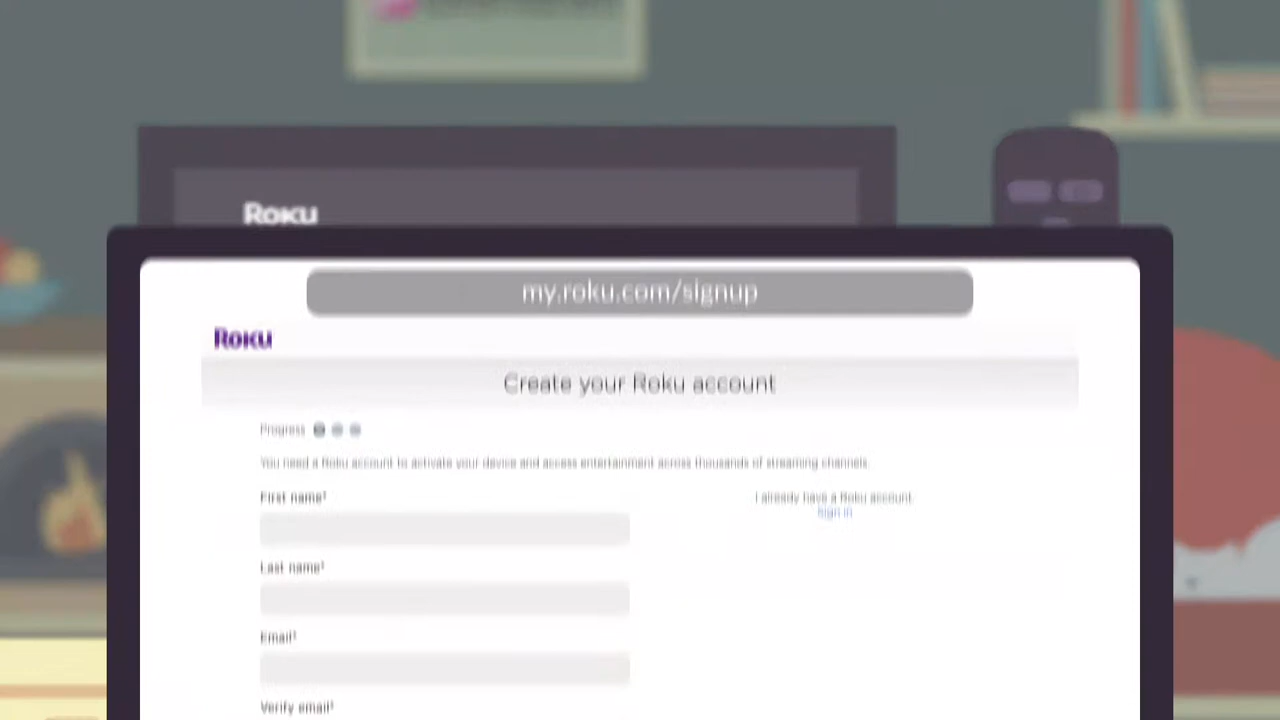 Roku
my.roku.com/signup
Roku
Create your Roku account
Progress
You need a Roku account to activate your device and access entertainment across thousands of streaming channels.
First name*
I already have a Roku account
Sign in
Last name*
Email*
Verify email*